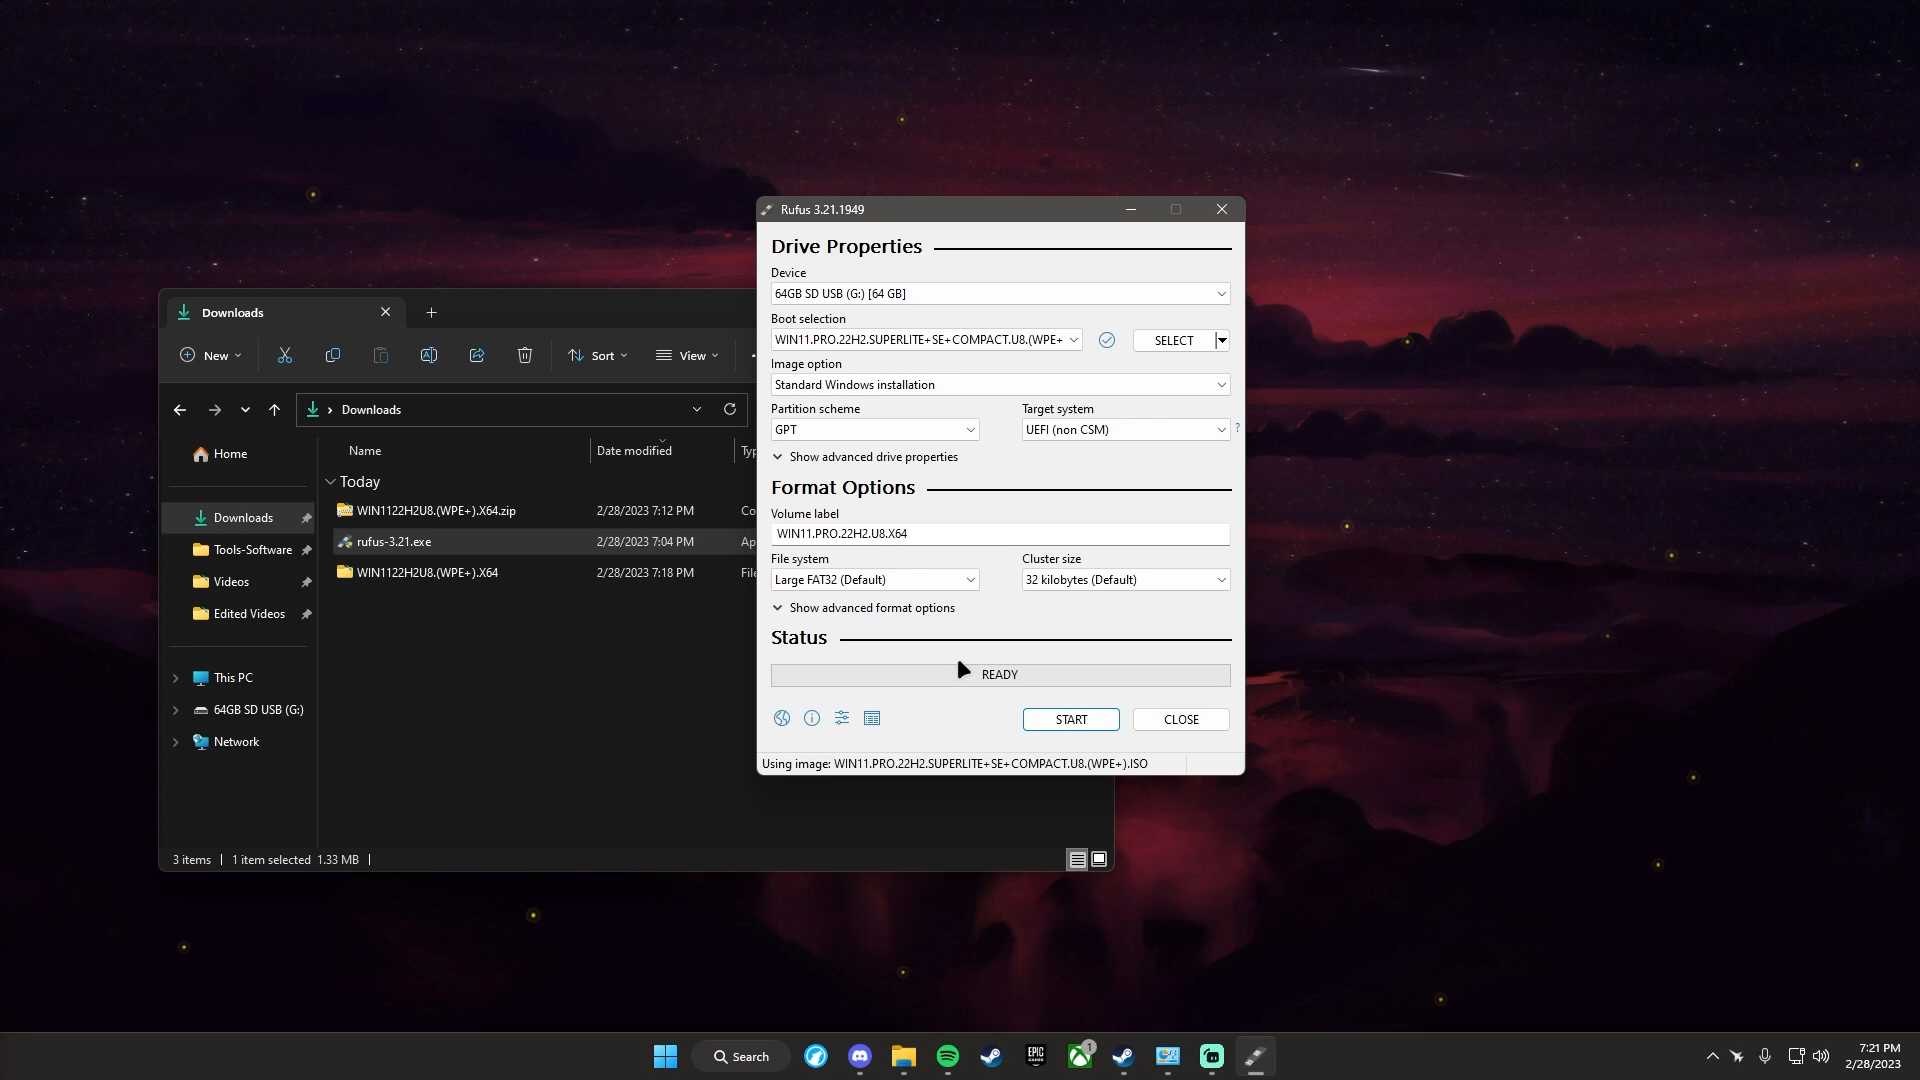 Rufus 3.21.1949
Drive Properties
Device
64GB SD USB (G:) [64 GB]
Boot selection
WIN11.PRO.22H2.SUPERLITE+SE+COMPACT.U8.(WPE+
SELECT
Image option
Standard Windows installation
Partition scheme
Target system
GPT
UEFI (non CSM)
?
Show advanced drive properties
Format Options
Volume label
WIN11.PRO.22H2.U8.X64
File system
Cluster size
Large FAT32 (Default)
32 kilobytes (Default)
Show advanced format options
Status
READY
START
CLOSE
Using image: WIN11.PRO.22H2.SUPERLITE+SE+COMPACT.U8.(WPE+).ISO
Downloads
New
Sort
View
Downloads
Home
Downloads
Tools-Software
Videos
Edited Videos
This PC
64GB SD USB (G:)
Network
Name
Date modified
Typ
Today
WIN1122H2U8.(WPE+).X64.zip
2/28/2023 7:12 PM
Co
rufus-3.21.exe
2/28/2023 7:04 PM
Ap
WIN1122H2U8.(WPE+).X64
2/28/2023 7:18 PM
File
3 items
1 item selected 1.33 MB
Search
EPIC
GAMES
1
7:21 PM
2/28/2023